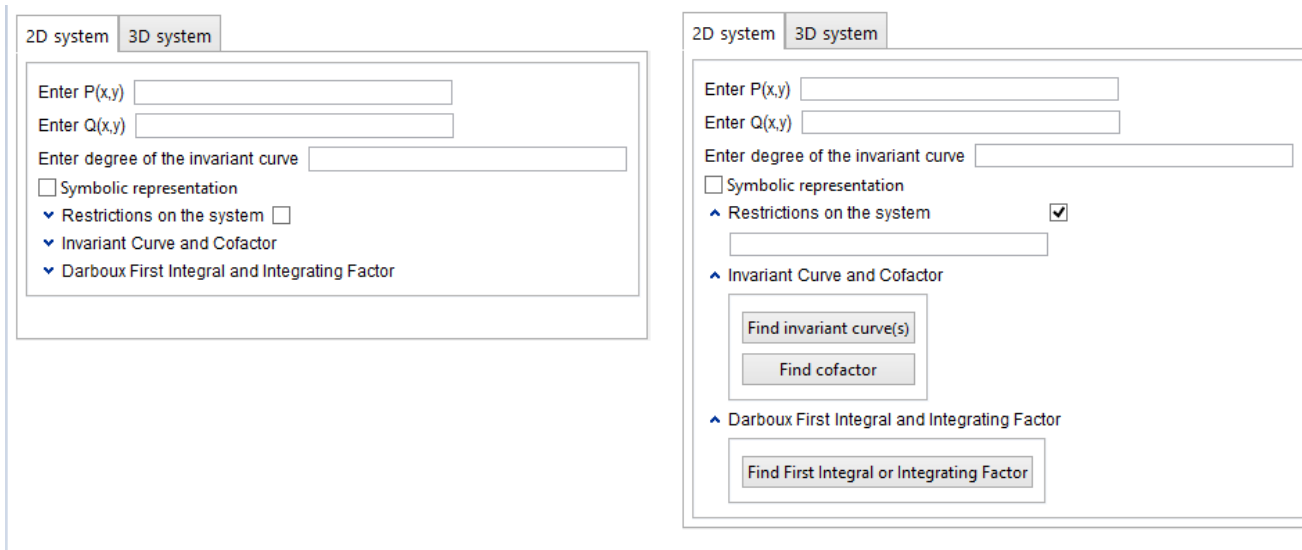 2D system 3D system
Enter P(x,y)
Enter Q(x,y)
Enter degree of the invariant curve
Symbolic representation
Restrictions on the system
Invariant Curve and Cofactor
Darboux First Integral and Integrating Factor
2D system 3D system
Enter P(x,y)
Enter Q(x,y)
Enter degree of the invariant curve
Symbolic representation
Restrictions on the system
Invariant Curve and Cofactor
Find invariant curve(s)
Find cofactor
Darboux First Integral and Integrating Factor
Find First Integral or Integrating Factor